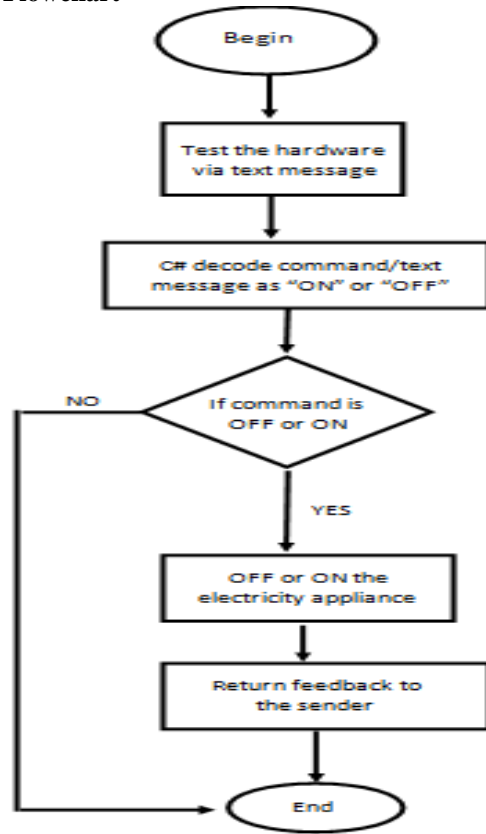 Flowchart
Begin
Test the hardware
via text message
C# decode command/text
message as “ON” or “OFF”
If command is
OFF or ON
NO
YES
OFF or ON the
electricity appliance
Return feedback to
the sender
End